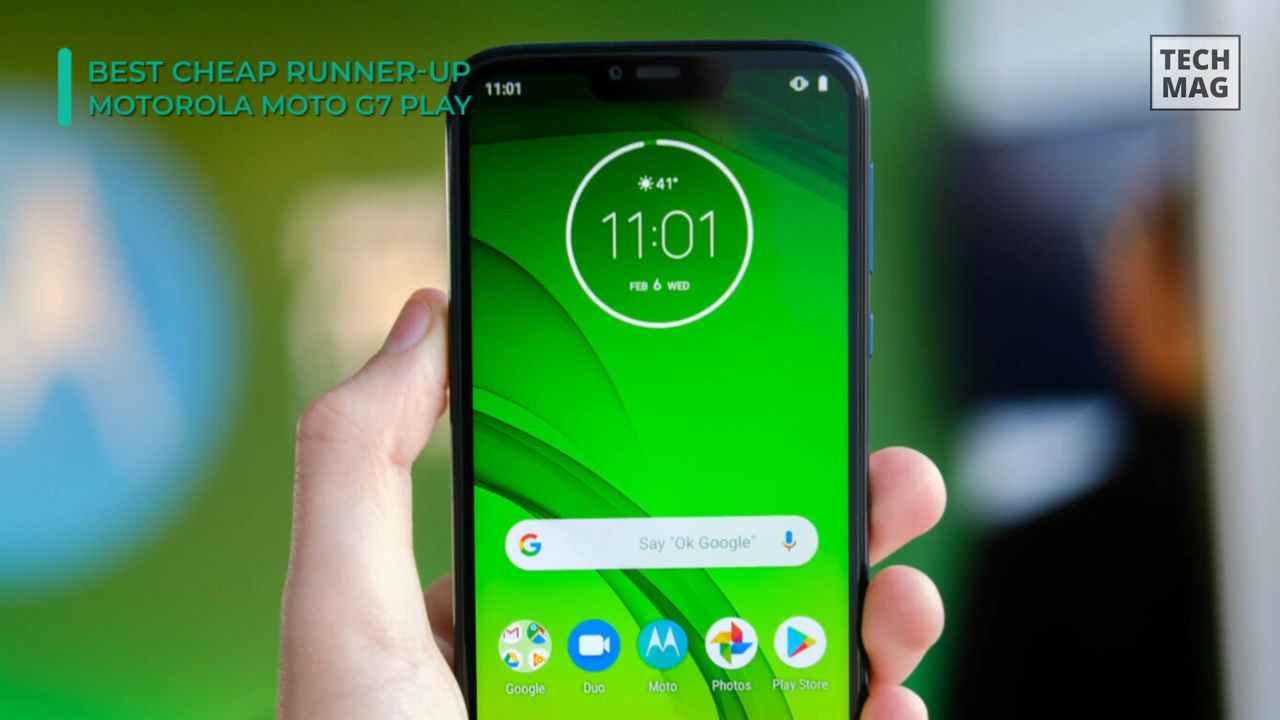 BEST CHEAP RUNNER-UP
MOTOROLA MOTO G7 PLAY
TECH
MAG
11:01
41°
11:01
FEB 6 WED
Say "Ok Google"
Google
Duo
Moto
Photos
Play Store